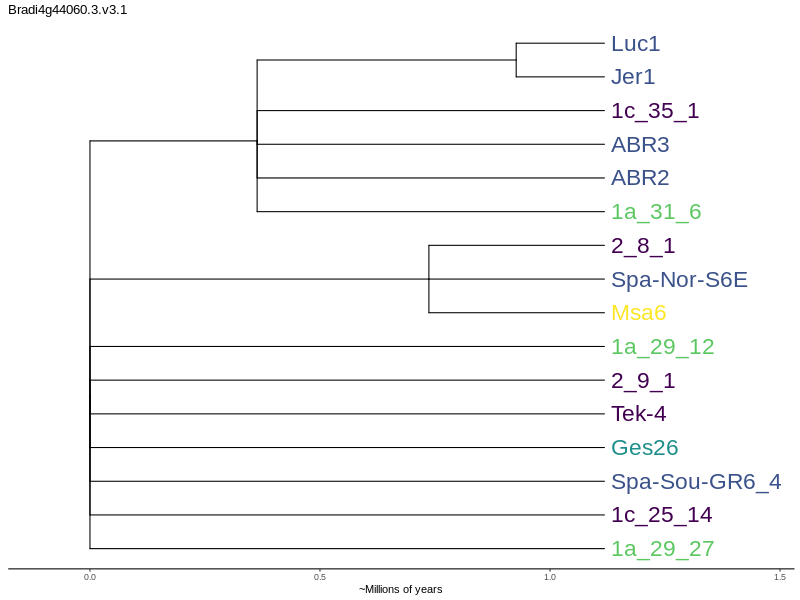 Bradi4g44060.3.v3.1
Luc1
Jer1
1c_35_1
ABR3
ABR2
1a_31_6
2_8_1
Spa-Nor-S6E
Msa6
1a_29_12
2_9_1
Tek-4
Ges26
Spa-Sou-GR6_4
1c_25_14
1a_29_27
0.0 0.5 1.0 1.5
~Millions of years